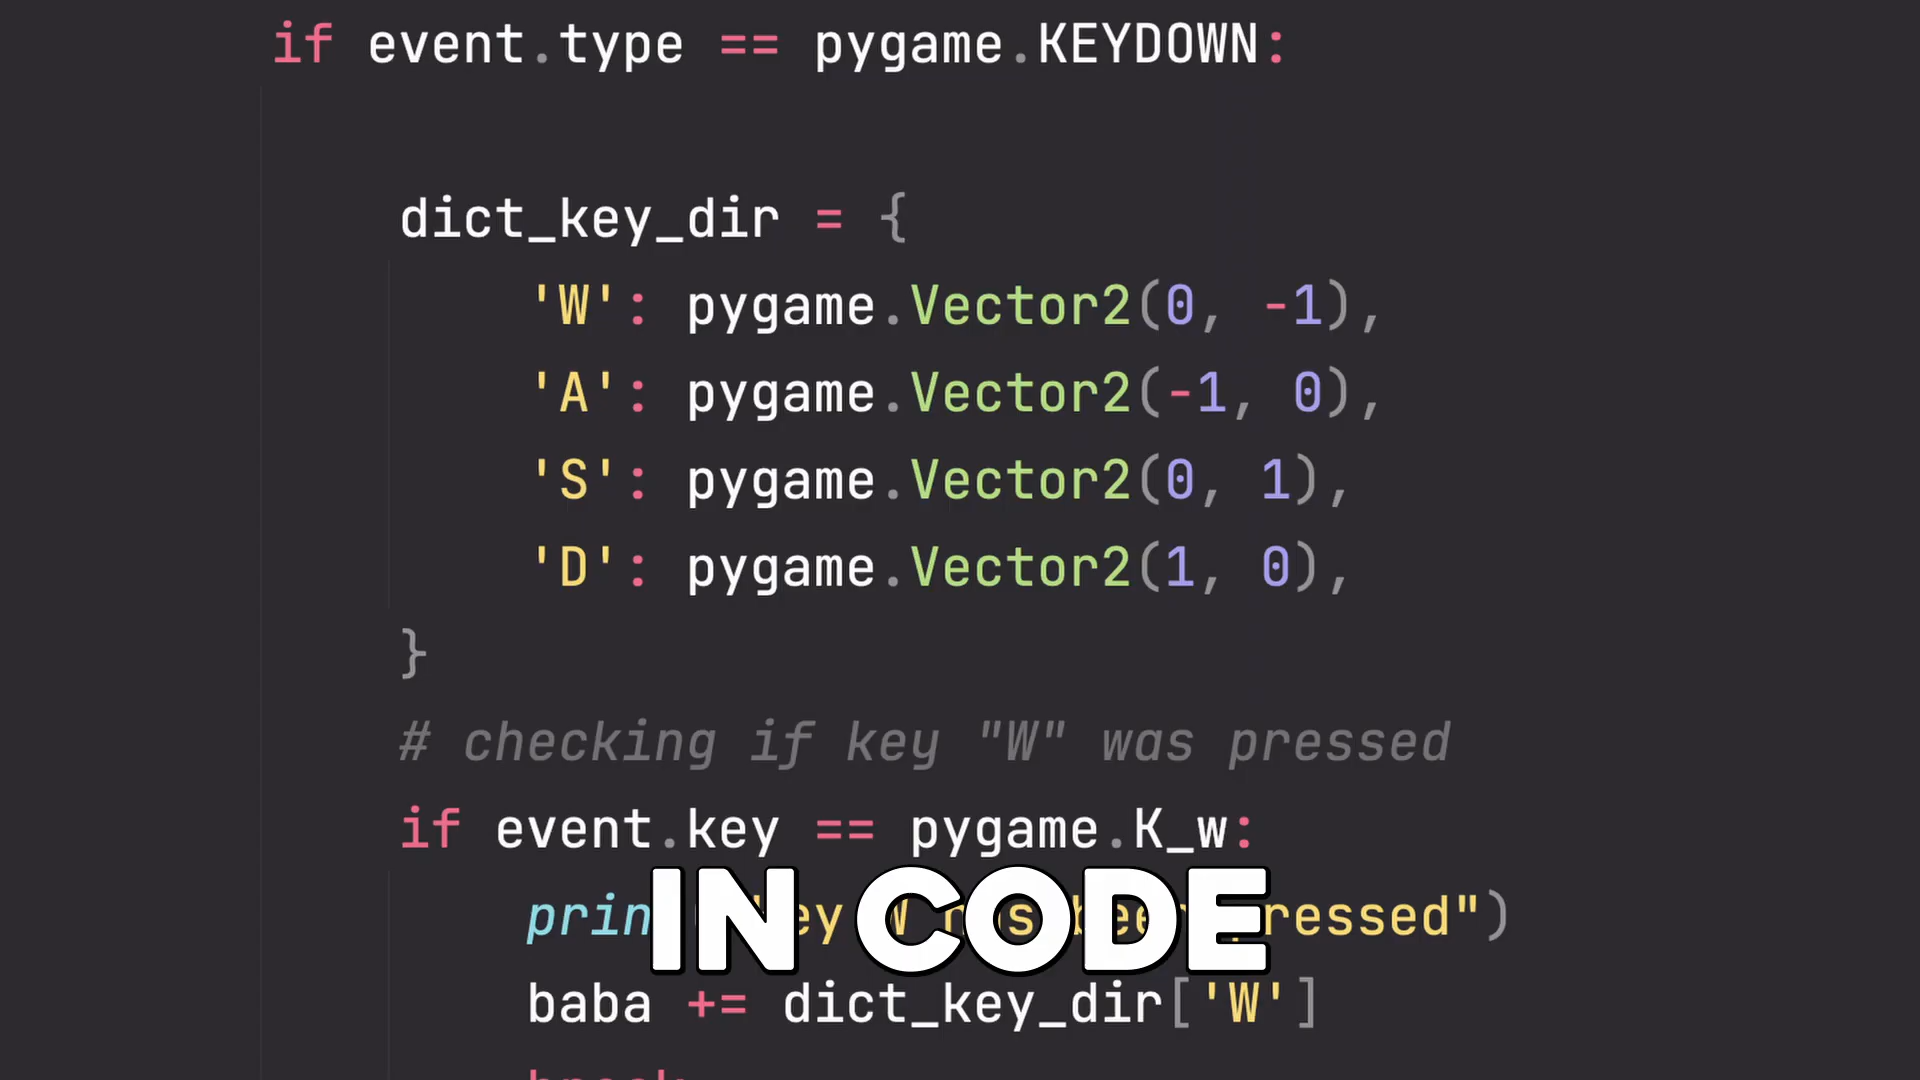 if event.type == pygame.KEYDOWN:
dict_key_dir = {
'W': pygame.Vector2(0, -1),
'A': pygame.Vector2(-1, 0),
'S': pygame.Vector2(0, 1),
'D': pygame.Vector2(1, 0),
}
# checking if key "W" was pressed
if event.key == pygame.K_w:
IN CODE
baba += dict_key_dir['W']